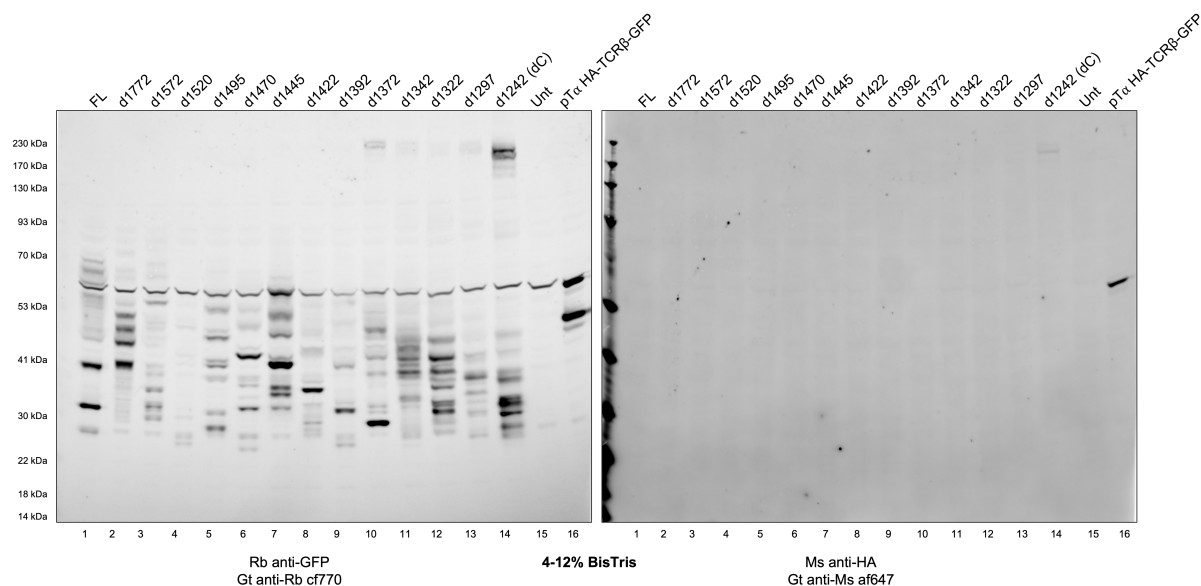 FL d1772 d1572 d1520 d1495 d1470 d1445 d1422 d1392 d1372 d1342 d1322 d1297 d1242 (dC) Unt pTα HA-TCRβ-GFP
FL d1772 d1572 d1520 d1495 d1470 d1445 d1422 d1392 d1372 d1342 d1322 d1297 d1242 (dC) Unt pTα HA-TCRβ-GFP
230 kDa
170 kDa
130 kDa
93 kDa
70 kDa
53 kDa
41 kDa
30 kDa
22 kDa
18 kDa
14 kDa
1 2 3 4 5 6 7 8 9 10 11 12 13 14 15 16
1 2 3 4 5 6 7 8 9 10 11 12 13 14 15 16
Rb anti-GFP
Gt anti-Rb cf770
4-12% BisTris
Ms anti-HA
Gt anti-Ms af647